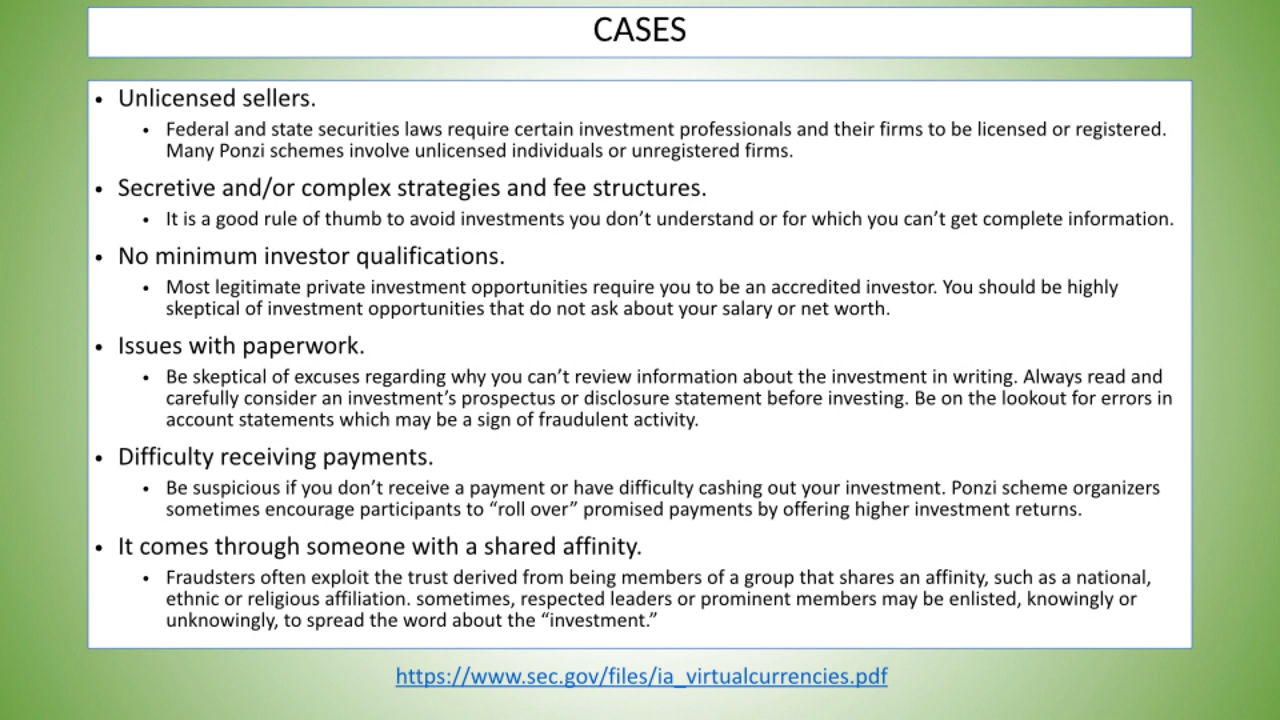 CASES
• Unlicensed sellers.
• Federal and state securities laws require certain investment professionals and their firms to be licensed or registered.
Many Ponzi schemes involve unlicensed individuals or unregistered firms.
• Secretive and/or complex strategies and fee structures.
• It is a good rule of thumb to avoid investments you don’t understand or for which you can’t get complete information.
• No minimum investor qualifications.
• Most legitimate private investment opportunities require you to be an accredited investor. You should be highly
skeptical of investment opportunities that do not ask about your salary or net worth.
• Issues with paperwork.
• Be skeptical of excuses regarding why you can’t review information about the investment in writing. Always read and
carefully consider an investment’s prospectus or disclosure statement before investing. Be on the lookout for errors in
account statements which may be a sign of fraudulent activity.
• Difficulty receiving payments.
• Be suspicious if you don’t receive a payment or have difficulty cashing out your investment. Ponzi scheme organizers
sometimes encourage participants to “roll over” promised payments by offering higher investment returns.
• It comes through someone with a shared affinity.
• Fraudsters often exploit the trust derived from being members of a group that shares an affinity, such as a national,
ethnic or religious affiliation. sometimes, respected leaders or prominent members may be enlisted, knowingly or
unknowingly, to spread the word about the “investment.”
https://www.sec.gov/files/ia_virtualcurrencies.pdf